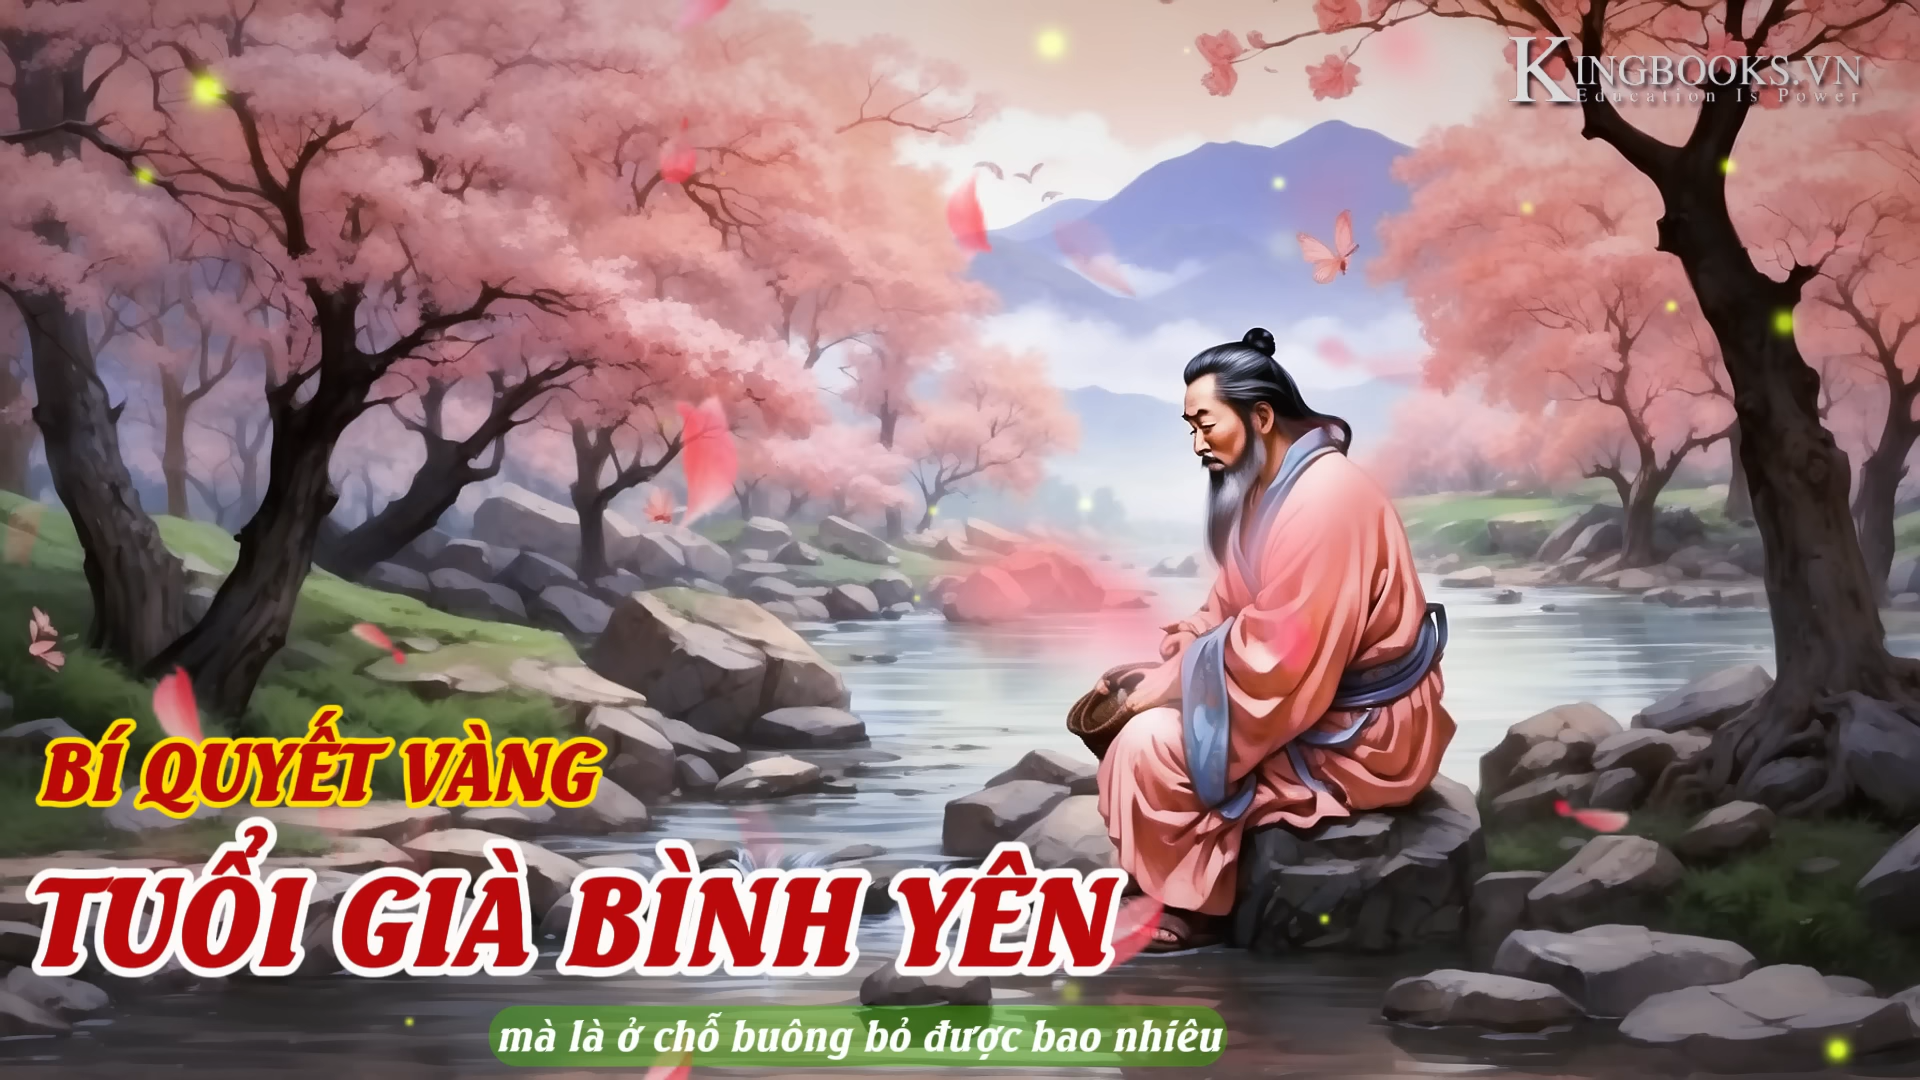 KINGBOOKS.VN
Education Is Power
BÍ QUYẾT VÀNG
TUỔI GIÀ BÌNH YÊN
mà là ở chỗ buông bỏ được bao nhiêu